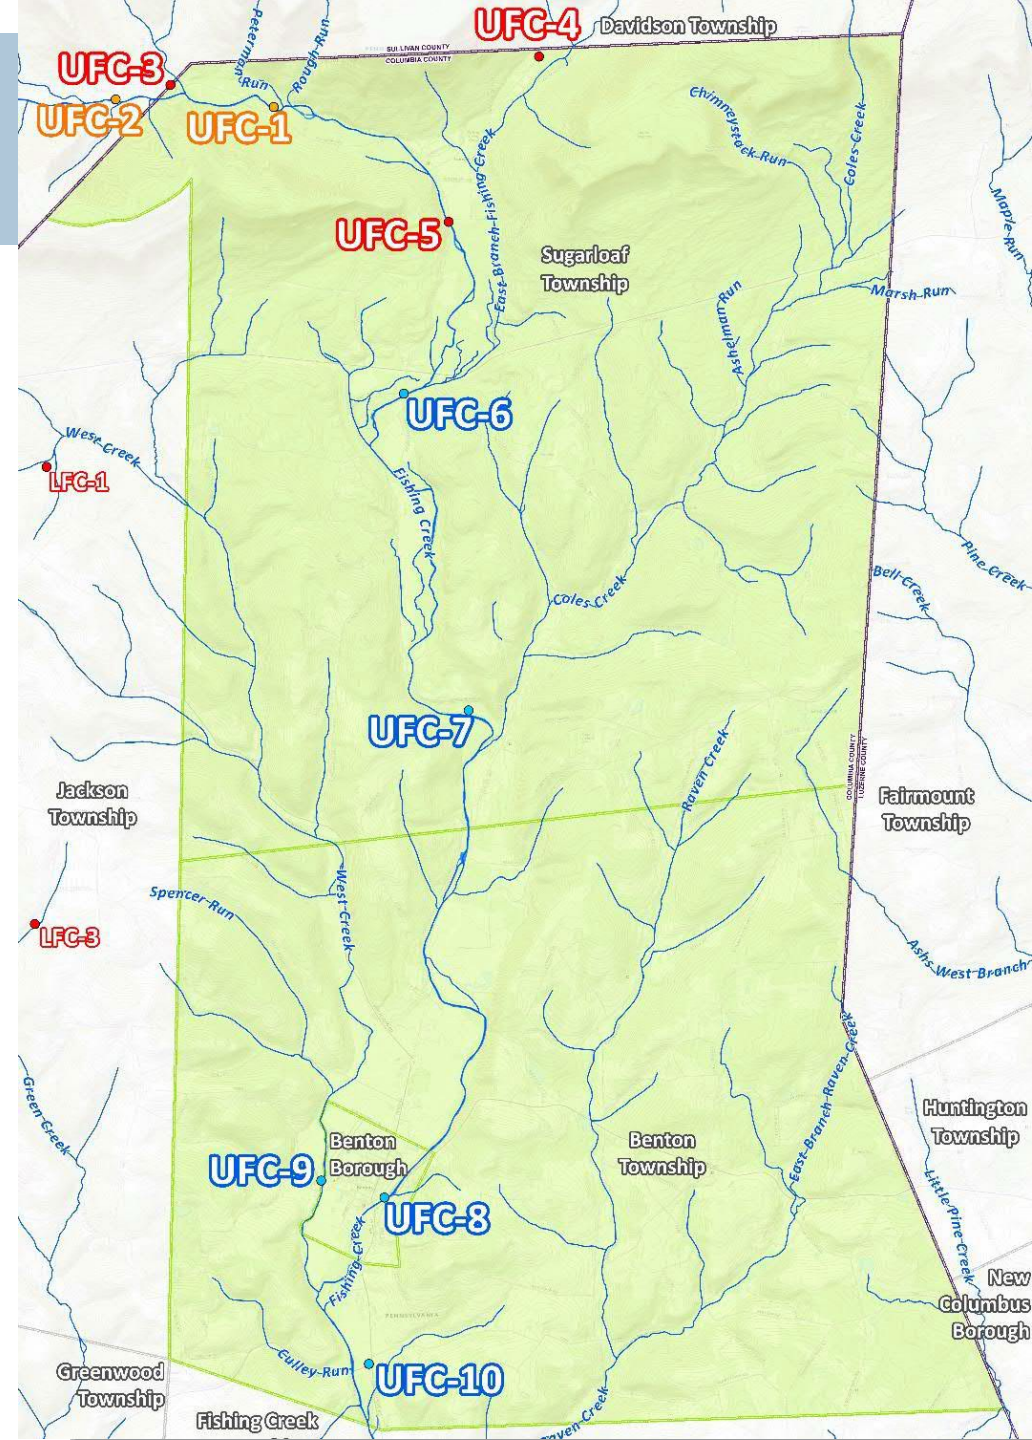 UFC-4
Davidson Township
SULLIVAN COUNTY
COLUMBIA COUNTY
Peterman
Run
Rough-Run
UFC-3
UFC-2
UFC-1
Chimneystack-Run
Coles-Creek
East-Branch-Fishing-Creek
Maple-Run
UFC-5
Sugarloaf
Township
Ashelman Run
Marsh-Run
UFC-6
West-Creek
LFC-1
Fishing Creek
Pine-Creek
Bell-Creek
Coles-Creek
UFC-7
Raven Creek
COLUMBIA COUNTY
LUZERNE COUNTY
Jackson
Township
Fairmount
Township
Spencer-Run
West-Creek
LFC-3
Ashs West-Branch
East-Branch-Raven-Creek
Green-Creek
Huntington
Township
Benton
Borough
Benton
Township
UFC-9
UFC-8
Little Pine-Creek
Fishing-Creek
New
Columbus
Borough
PENNSYLVANIA
Culley-Run
UFC-10
Greenwood
Township
Fishing Creek
aven-Creek